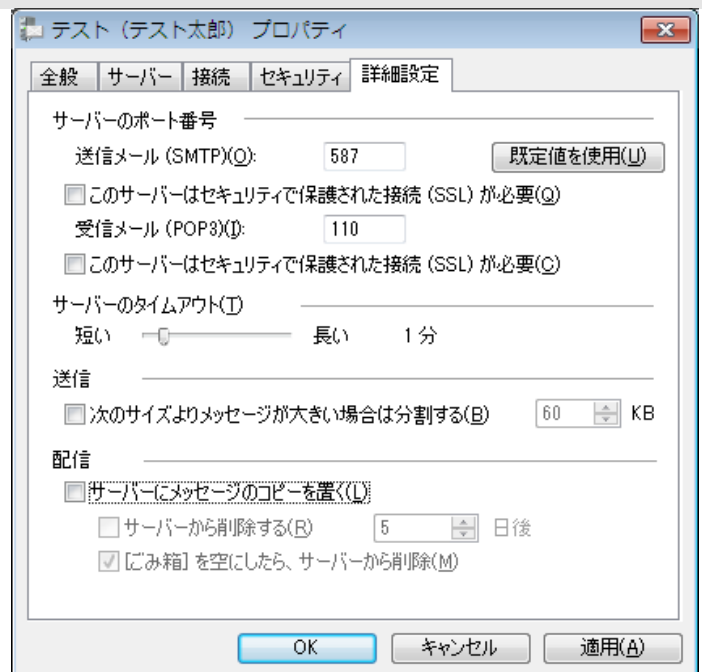 テスト（テスト太郎） プロパティ
全般 サーバー 接続 セキュリティ 詳細設定
サーバーのポート番号
送信メール (SMTP)(O): 587 既定値を使用(U)
このサーバーはセキュリティで保護された接続 (SSL) が必要(Q)
受信メール (POP3)(I): 110
このサーバーはセキュリティで保護された接続 (SSL) が必要(C)
サーバーのタイムアウト(T)
短い 長い 1 分
送信
次のサイズよりメッセージが大きい場合は分割する(B) 60 KB
配信
サーバーにメッセージのコピーを置く(L)
サーバーから削除する(R) 5 日後
[ごみ箱] を空にしたら、サーバーから削除(M)
OK キャンセル 適用(A)